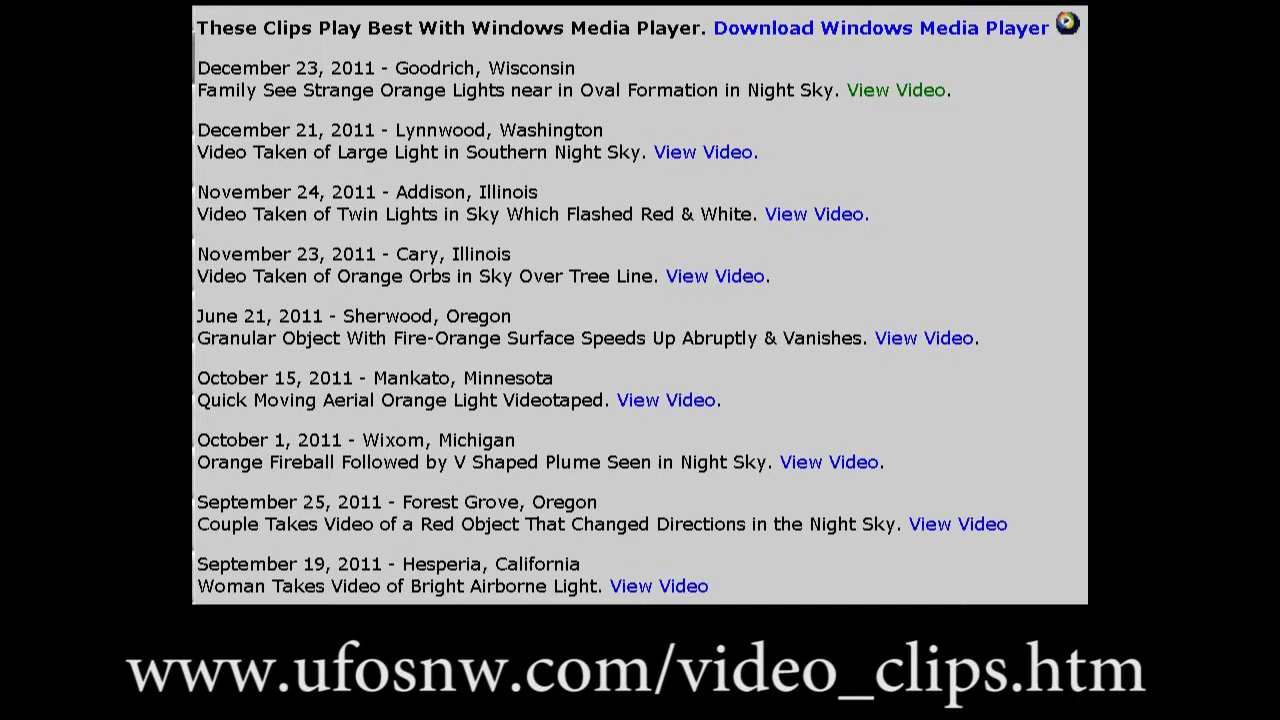 These Clips Play Best With Windows Media Player. Download Windows Media Player
December 23, 2011 - Goodrich, Wisconsin
Family See Strange Orange Lights near in Oval Formation in Night Sky. View Video.
December 21, 2011 - Lynnwood, Washington
Video Taken of Large Light in Southern Night Sky. View Video.
November 24, 2011 - Addison, Illinois
Video Taken of Twin Lights in Sky Which Flashed Red & White. View Video.
November 23, 2011 - Cary, Illinois
Video Taken of Orange Orbs in Sky Over Tree Line. View Video.
June 21, 2011 - Sherwood, Oregon
Granular Object With Fire-Orange Surface Speeds Up Abruptly & Vanishes. View Video.
October 15, 2011 - Mankato, Minnesota
Quick Moving Aerial Orange Light Videotaped. View Video.
October 1, 2011 - Wixom, Michigan
Orange Fireball Followed by V Shaped Plume Seen in Night Sky. View Video.
September 25, 2011 - Forest Grove, Oregon
Couple Takes Video of a Red Object That Changed Directions in the Night Sky. View Video
September 19, 2011 - Hesperia, California
Woman Takes Video of Bright Airborne Light. View Video
www.ufosnw.com/video_clips.htm